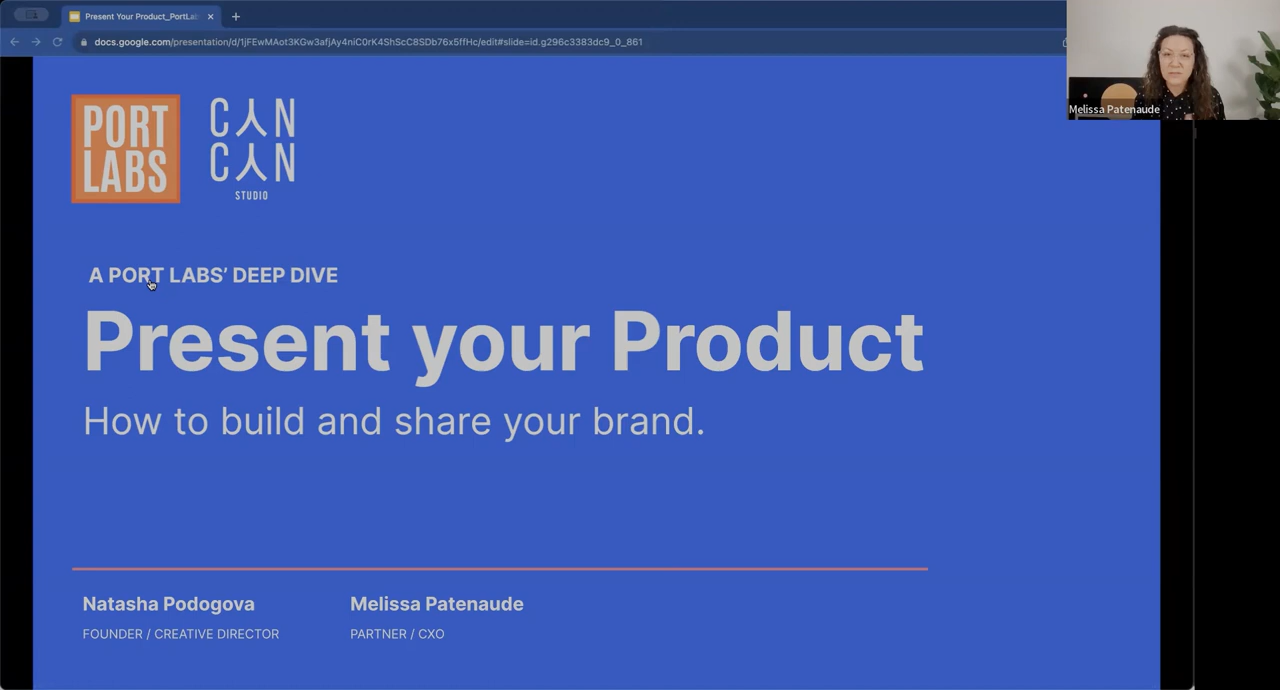 Present Your Product_PortLa
docs.google.com/presentation/d/1jFEwMAot3KGw3afjAy4niC0rK4ShScC8SDb76x5ffHc/edit#slide=id.g296c3383dc9_0_861
Melissa Patenaude
PORT
LABS
CAN
CAN
STUDIO
A PORT LABS’ DEEP DIVE
Present your Product
How to build and share your brand.
Natasha Podogova
Melissa Patenaude
FOUNDER / CREATIVE DIRECTOR
PARTNER / CXO